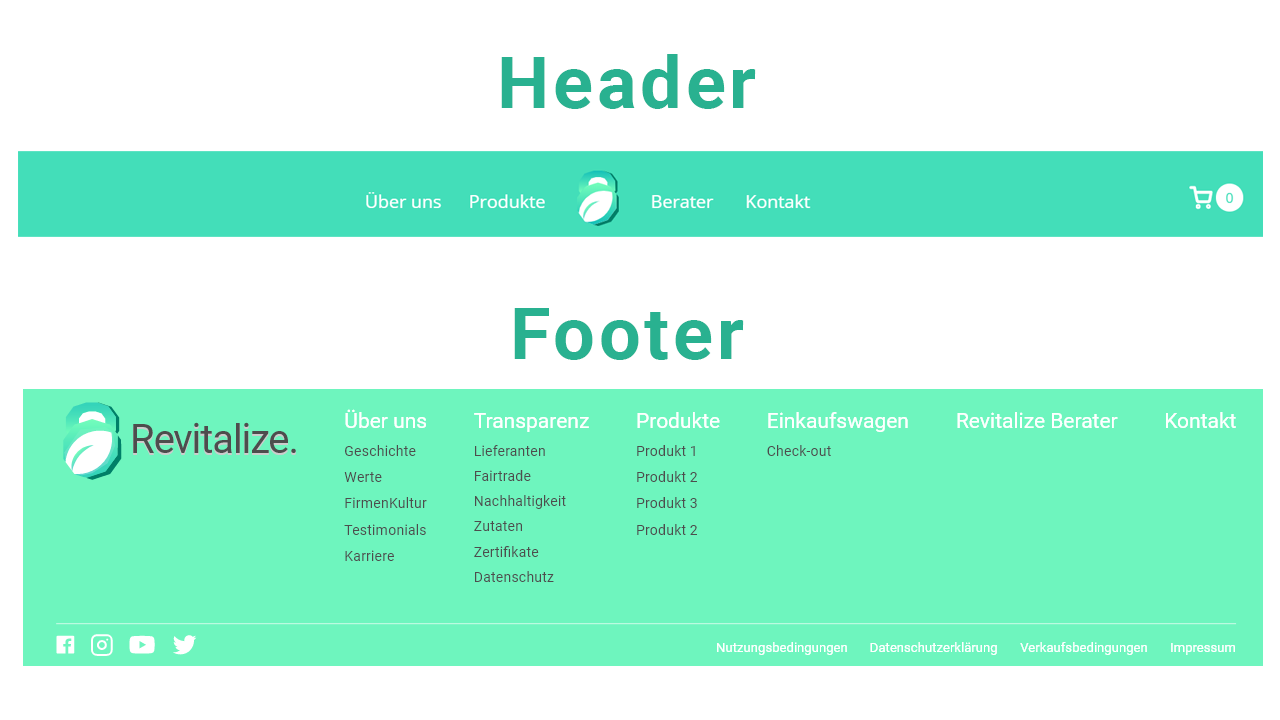 Header
Über uns Produkte Berater Kontakt 0
Footer
Revitalize.
Über uns
Geschichte
Werte
FirmenKultur
Testimonials
Karriere
Transparenz
Lieferanten
Fairtrade
Nachhaltigkeit
Zutaten
Zertifikate
Datenschutz
Produkte
Produkt 1
Produkt 2
Produkt 3
Produkt 2
Einkaufswagen
Check-out
Revitalize Berater
Kontakt
Nutzungsbedingungen Datenschutzerklärung Verkaufsbedingungen Impressum